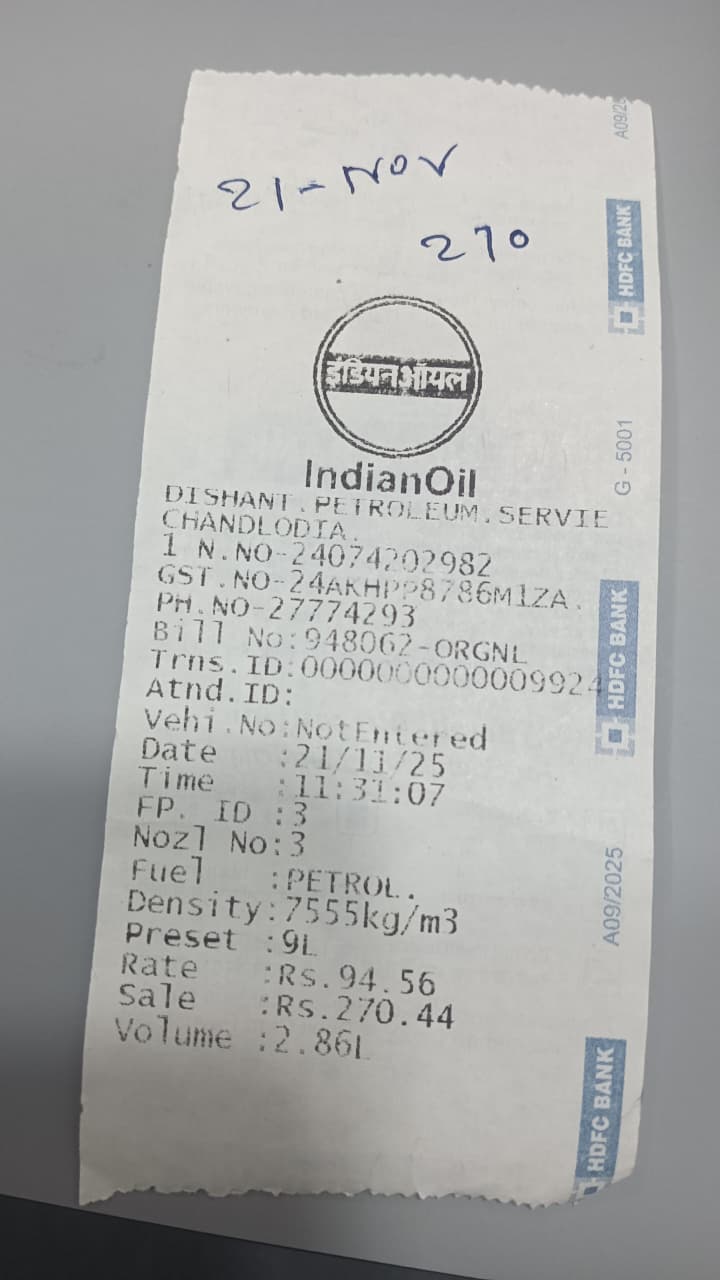 21-NOV
270
इंडियनऑयल
IndianOil
DISHANT.PETROLEUM.SERVIE
CHANDLODIA.
1 N.NO-24074202982
GST.NO-24AKHPP8786M1ZA.
PH.NO-27774293
Bill No:948062-ORGNL
Trns.ID:0000000000009924
Atnd.ID:
Vehi.No:NotEntered
Date :21/11/25
Time :11:31:07
FP. ID :3
Nozl No:3
Fuel :PETROL.
Density:7555kg/m3
Preset :9L
Rate :Rs.94.56
Sale :Rs.270.44
Volume :2.86L
A09/25
HDFC BANK
G - 5001
HDFC BANK
A09/2025
HDFC BANK